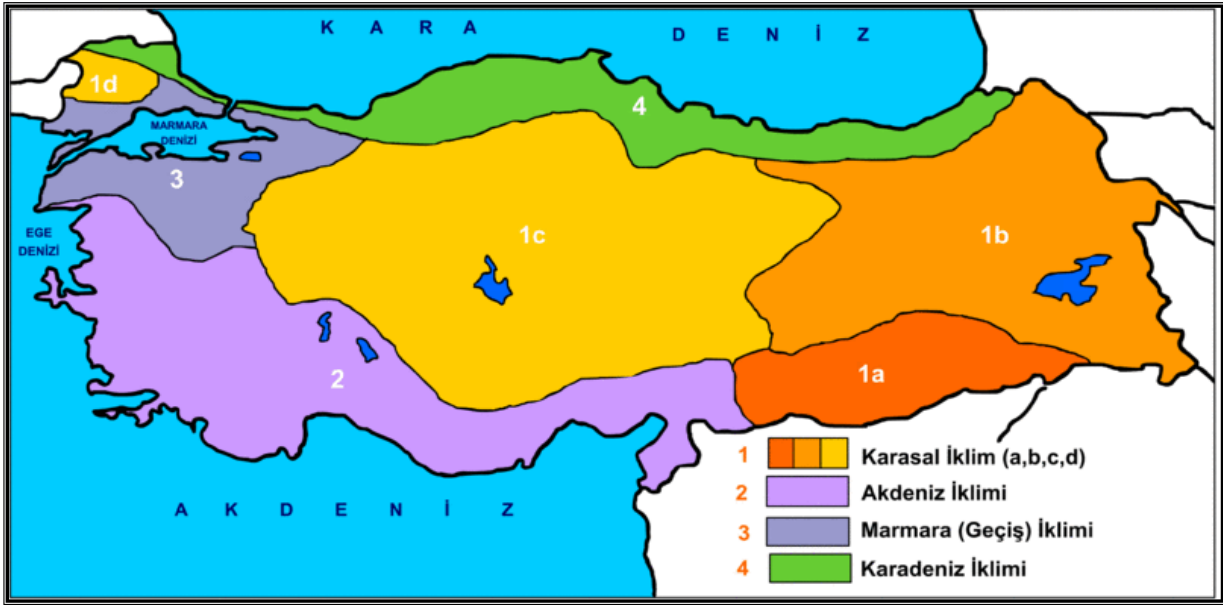 K A R A D E N İ Z
1d
4
MARMARA
DENİZİ
3
EGE
DENİZİ
1c
1b
2
1a
A K D E N İ Z
1 Karasal İklim (a,b,c,d)
2 Akdeniz İklimi
3 Marmara (Geçiş) İklimi
4 Karadeniz İklimi